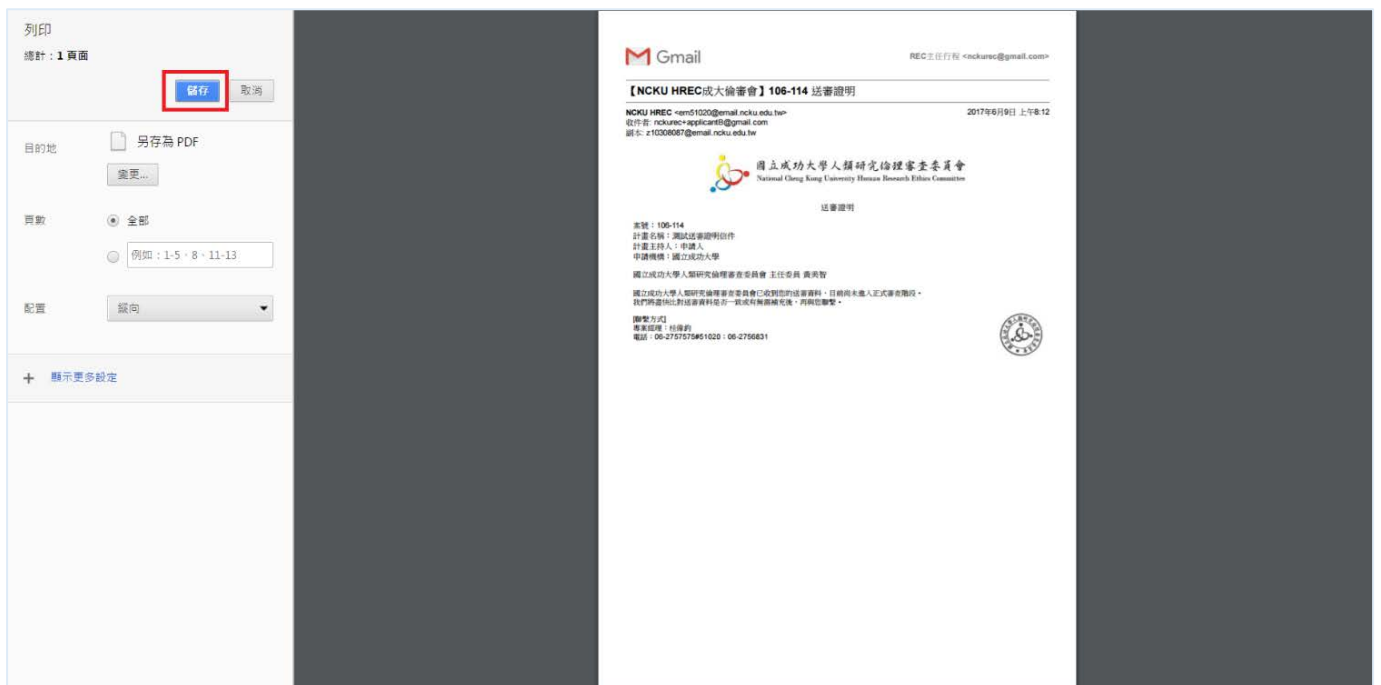 列印
總計：1 頁面
儲存
取消
目的地
另存為 PDF
變更...
頁數
全部
例如：1-5、8、11-13
配置
縱向
+ 顯示更多設定
Gmail
REC主任行程 <nckurec@gmail.com>
【NCKU HREC成大倫審會】106-114 送審證明
NCKU HREC <em51020@email.ncku.edu.tw>
2017年6月9日 上午8:12
收件者: nckurec+applicantB@gmail.com
副本: z10308087@email.ncku.edu.tw
國立成功大學人類研究倫理審查委員會
National Cheng Kung University Human Research Ethics Committee
送審證明
案號：106-114
計畫名稱：測試送審證明信件
計畫主持人：申請人
申請機構：國立成功大學
國立成功大學人類研究倫理審查委員會 主任委員 黃美智
國立成功大學人類研究倫理審查委員會已收到您的送審資料，目前尚未進入正式審查階段。
我們將盡快比對送審資料是否一致或有無需補充後，再與您聯繫。
[聯繫方式]
專案經理：
電話：06-2757575#51020；06-2756831